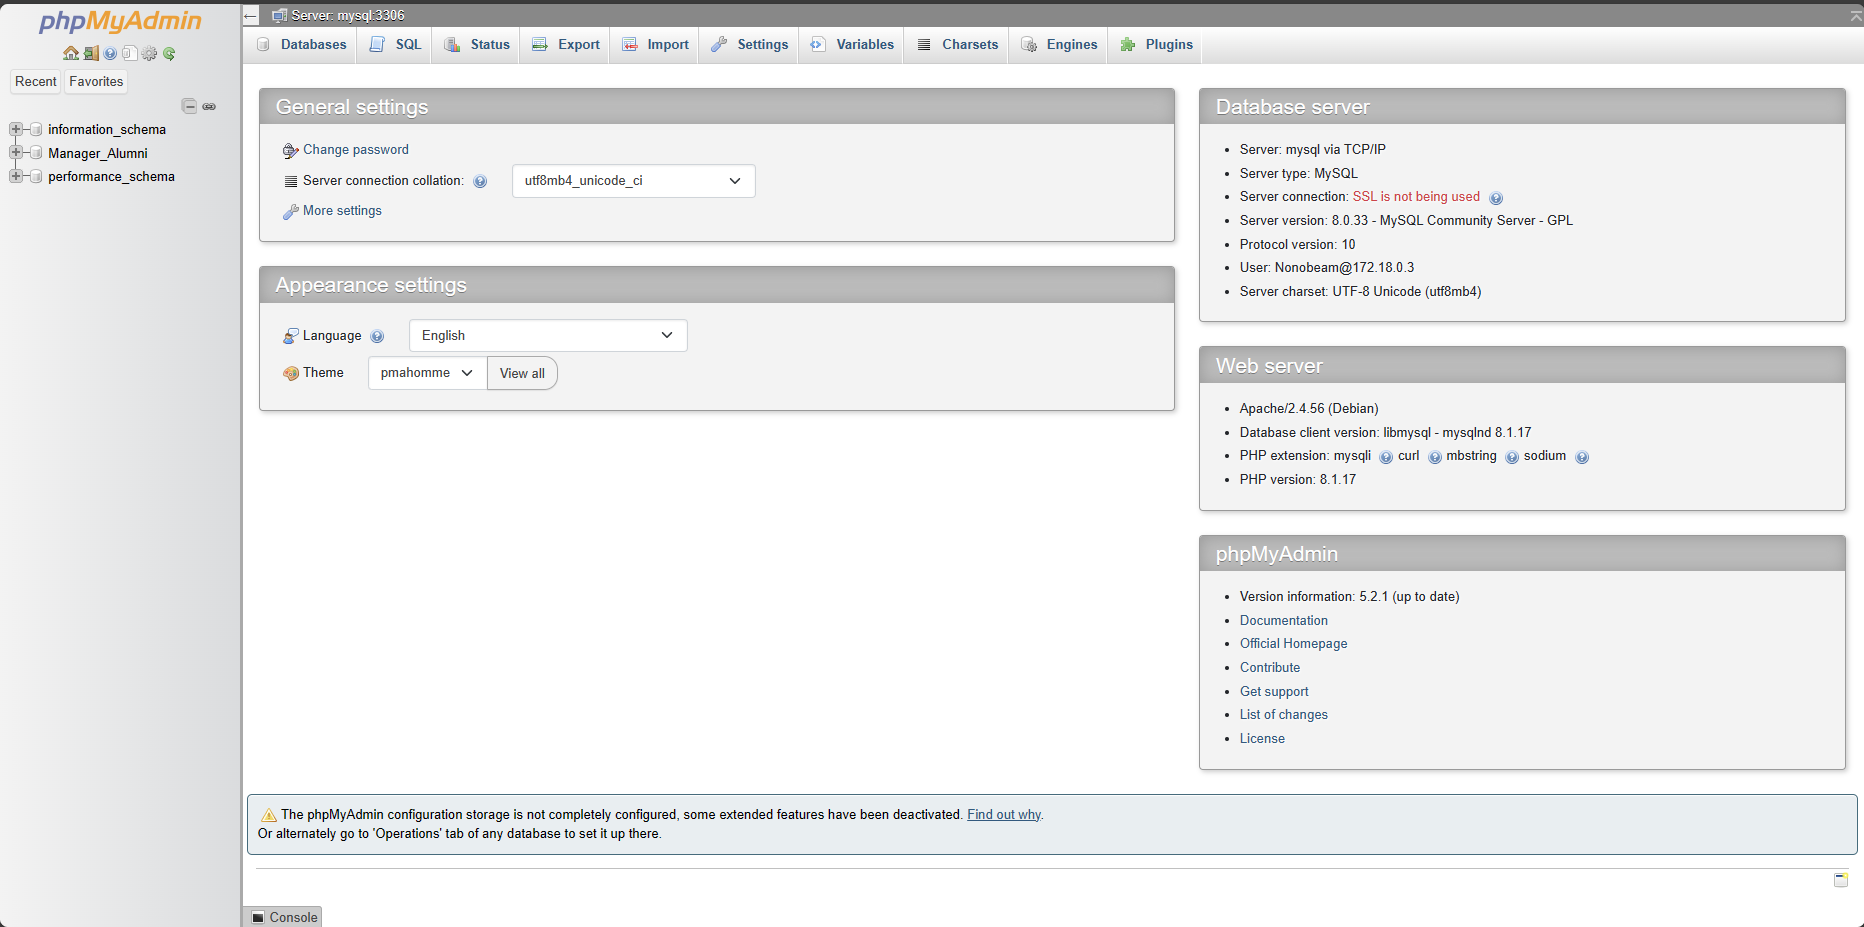 phpMyAdmin
Recent Favorites
information_schema
Manager_Alumni
performance_schema
Server: mysql:3306
Databases SQL Status Export Import Settings Variables Charsets Engines Plugins
General settings
Change password
Server connection collation: utf8mb4_unicode_ci
More settings
Appearance settings
Language English
Theme pmahomme View all
Database server
Server: mysql via TCP/IP
Server type: MySQL
Server connection: SSL is not being used
Server version: 8.0.33 - MySQL Community Server - GPL
Protocol version: 10
User: Nonobeam@172.18.0.3
Server charset: UTF-8 Unicode (utf8mb4)
Web server
Apache/2.4.56 (Debian)
Database client version: libmysql - mysqlnd 8.1.17
PHP extension: mysqli curl mbstring sodium
PHP version: 8.1.17
phpMyAdmin
Version information: 5.2.1 (up to date)
Documentation
Official Homepage
Contribute
Get support
List of changes
License
The phpMyAdmin configuration storage is not completely configured, some extended features have been deactivated. Find out why.
Or alternately go to 'Operations' tab of any database to set it up there.
Console